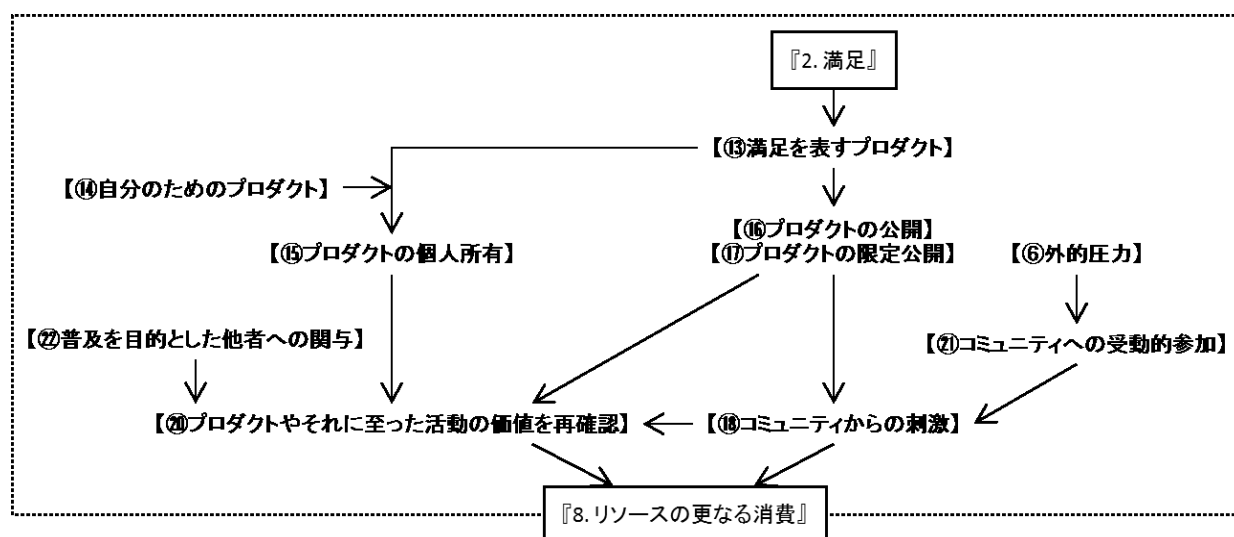 『2. 満足』
【⑬満足を表すプロダクト】
【⑭自分のためのプロダクト】
【⑯プロダクトの公開】
【⑮プロダクトの個人所有】
【⑰プロダクトの限定公開】
【⑥外的圧力】
【㉒普及を目的とした他者への関与】
【㉑コミュニティへの受動的参加】
【⑳プロダクトやそれに至った活動の価値を再確認】
【⑱コミュニティからの刺激】
『8. リソースの更なる消費』